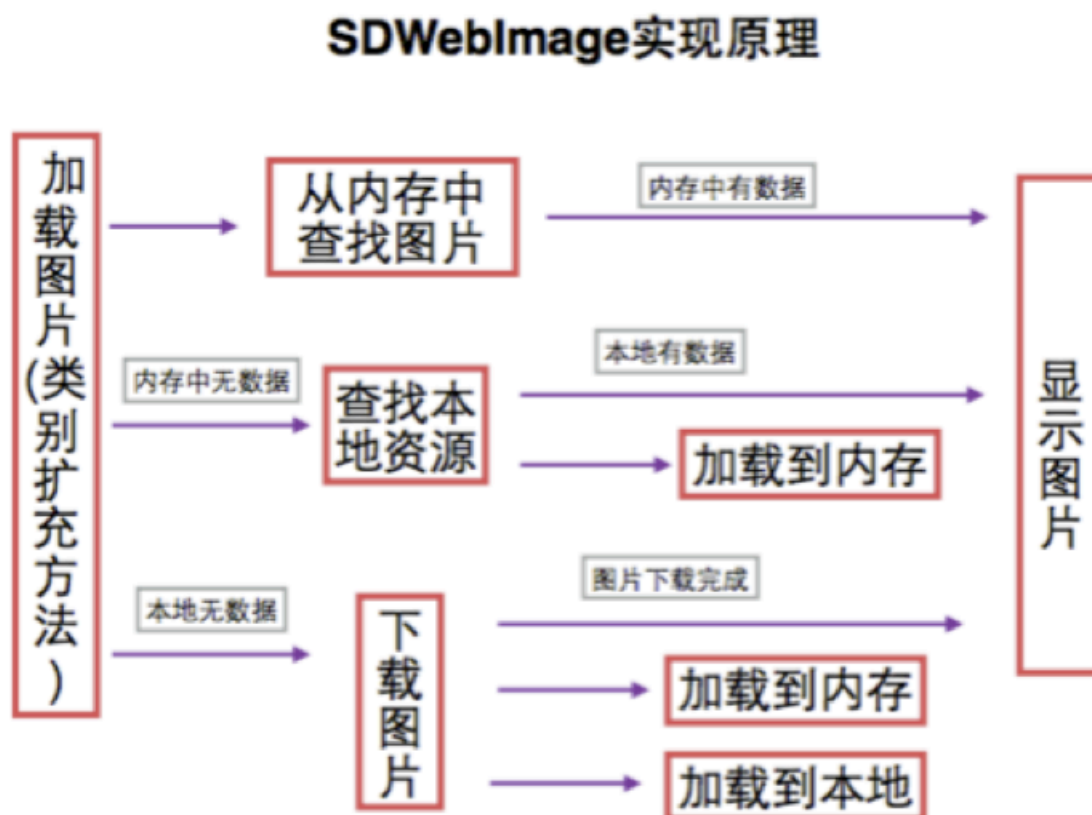 SDWebImage实现原理
加载图片(类别扩充方法)
从内存中
查找图片
内存中有数据
内存中无数据
查找本
地资源
本地有数据
加载到内存
本地无数据
下载图片
图片下载完成
加载到内存
加载到本地
显示图片